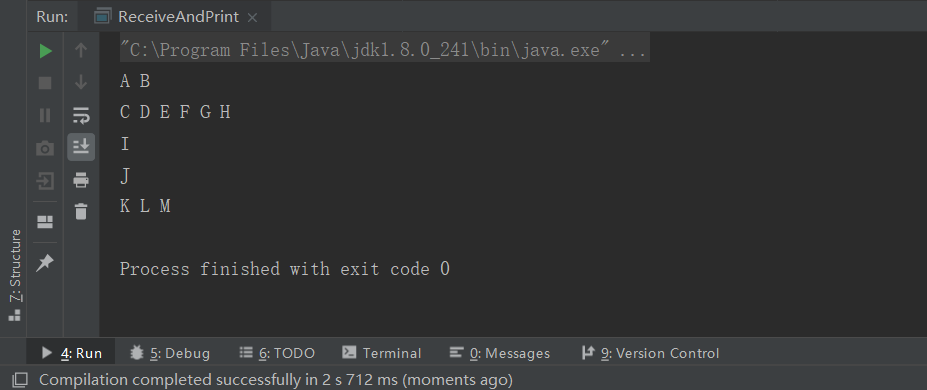 Run: ReceiveAndPrint
"C:\Program Files\Java\jdk1.8.0_241\bin\java.exe" ...
A B
C D E F G H
I
J
K L M
Process finished with exit code 0
7: Structure
4: Run 5: Debug 6: TODO Terminal 0: Messages 9: Version Control
Compilation completed successfully in 2 s 712 ms (moments ago)